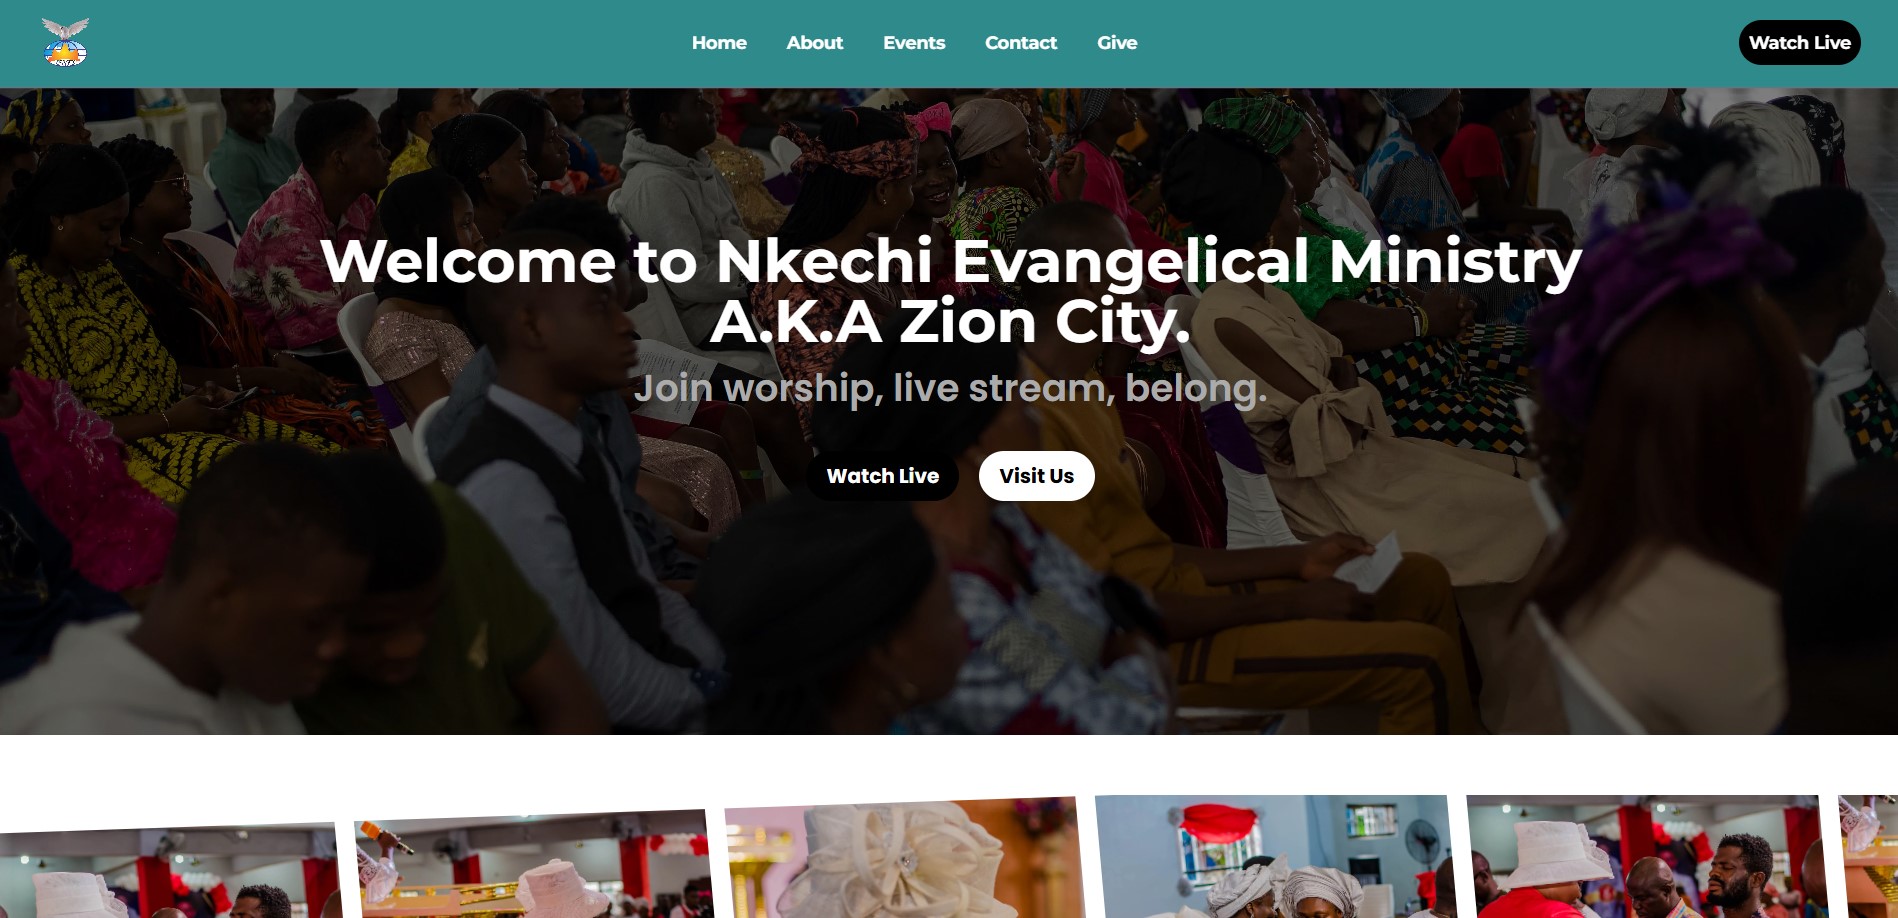 Home About Events Contact Give
Watch Live
Welcome to Nkechi Evangelical Ministry
A.K.A Zion City.
Join worship, live stream, belong.
Watch Live
Visit Us